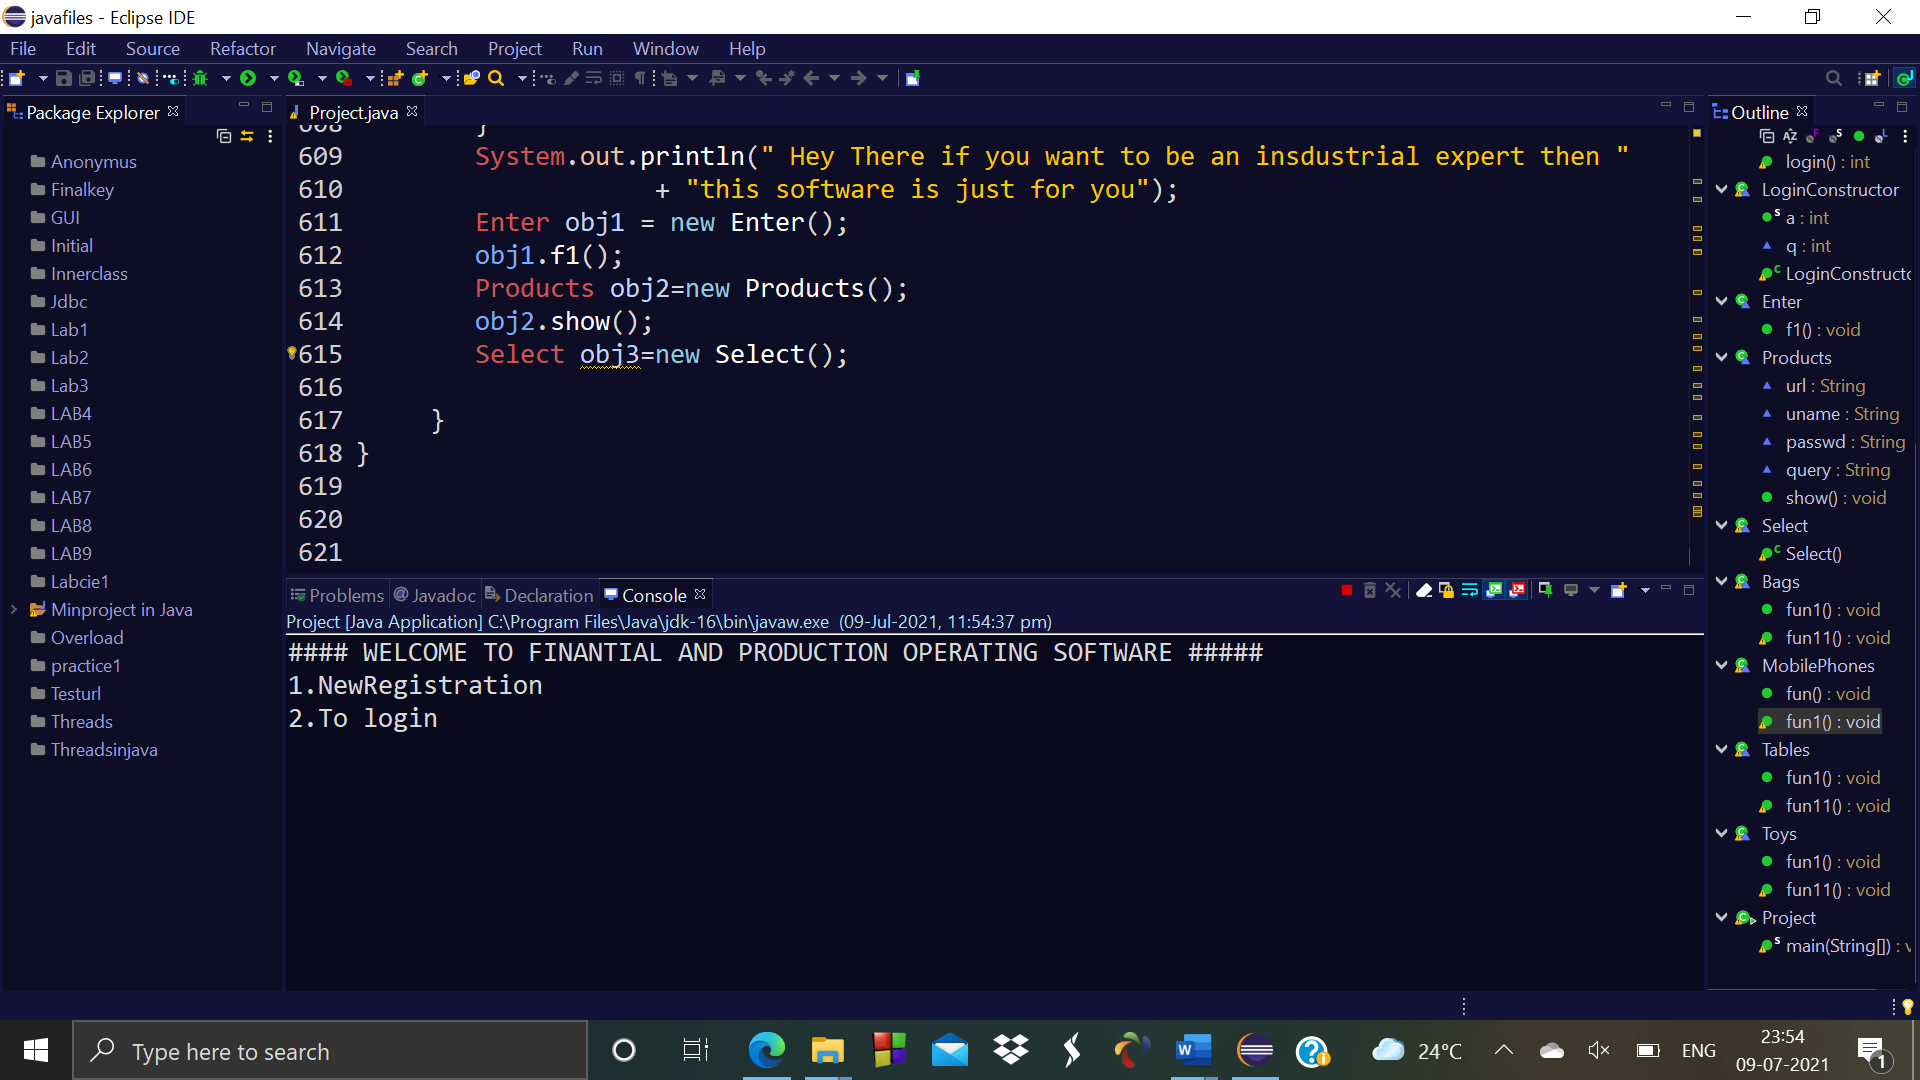 javafiles - Eclipse IDE
File Edit Source Refactor Navigate Search Project Run Window Help
Package Explorer
Anonymus
Finalkey
GUI
Initial
Innerclass
Jdbc
Lab1
Lab2
Lab3
LAB4
LAB5
LAB6
LAB7
LAB8
LAB9
Labcie1
Minproject in Java
Overload
practice1
Testurl
Threads
Threadsinjava
Project.java
608 }
609 System.out.println(" Hey There if you want to be an insdustrial expert then "
610 + "this software is just for you");
611 Enter obj1 = new Enter();
612 obj1.f1();
613 Products obj2=new Products();
614 obj2.show();
615 Select obj3=new Select();
616
617 }
618 }
619
620
621
Problems @ Javadoc Declaration Console
Project [Java Application] C:\Program Files\Java\jdk-16\bin\javaw.exe (09-Jul-2021, 11:54:37 pm)
#### WELCOME TO FINANTIAL AND PRODUCTION OPERATING SOFTWARE #####
1.NewRegistration
2.To login
Outline
login() : int
LoginConstructor
a : int
q : int
LoginConstructo
Enter
f1() : void
Products
url : String
uname : String
passwd : String
query : String
show() : void
Select
Select()
Bags
fun1() : void
fun11() : void
MobilePhones
fun() : void
fun1() : void
Tables
fun1() : void
fun11() : void
Toys
fun1() : void
fun11() : void
Project
main(String[]) : v
Type here to search
24°C
ENG
23:54
09-07-2021
1